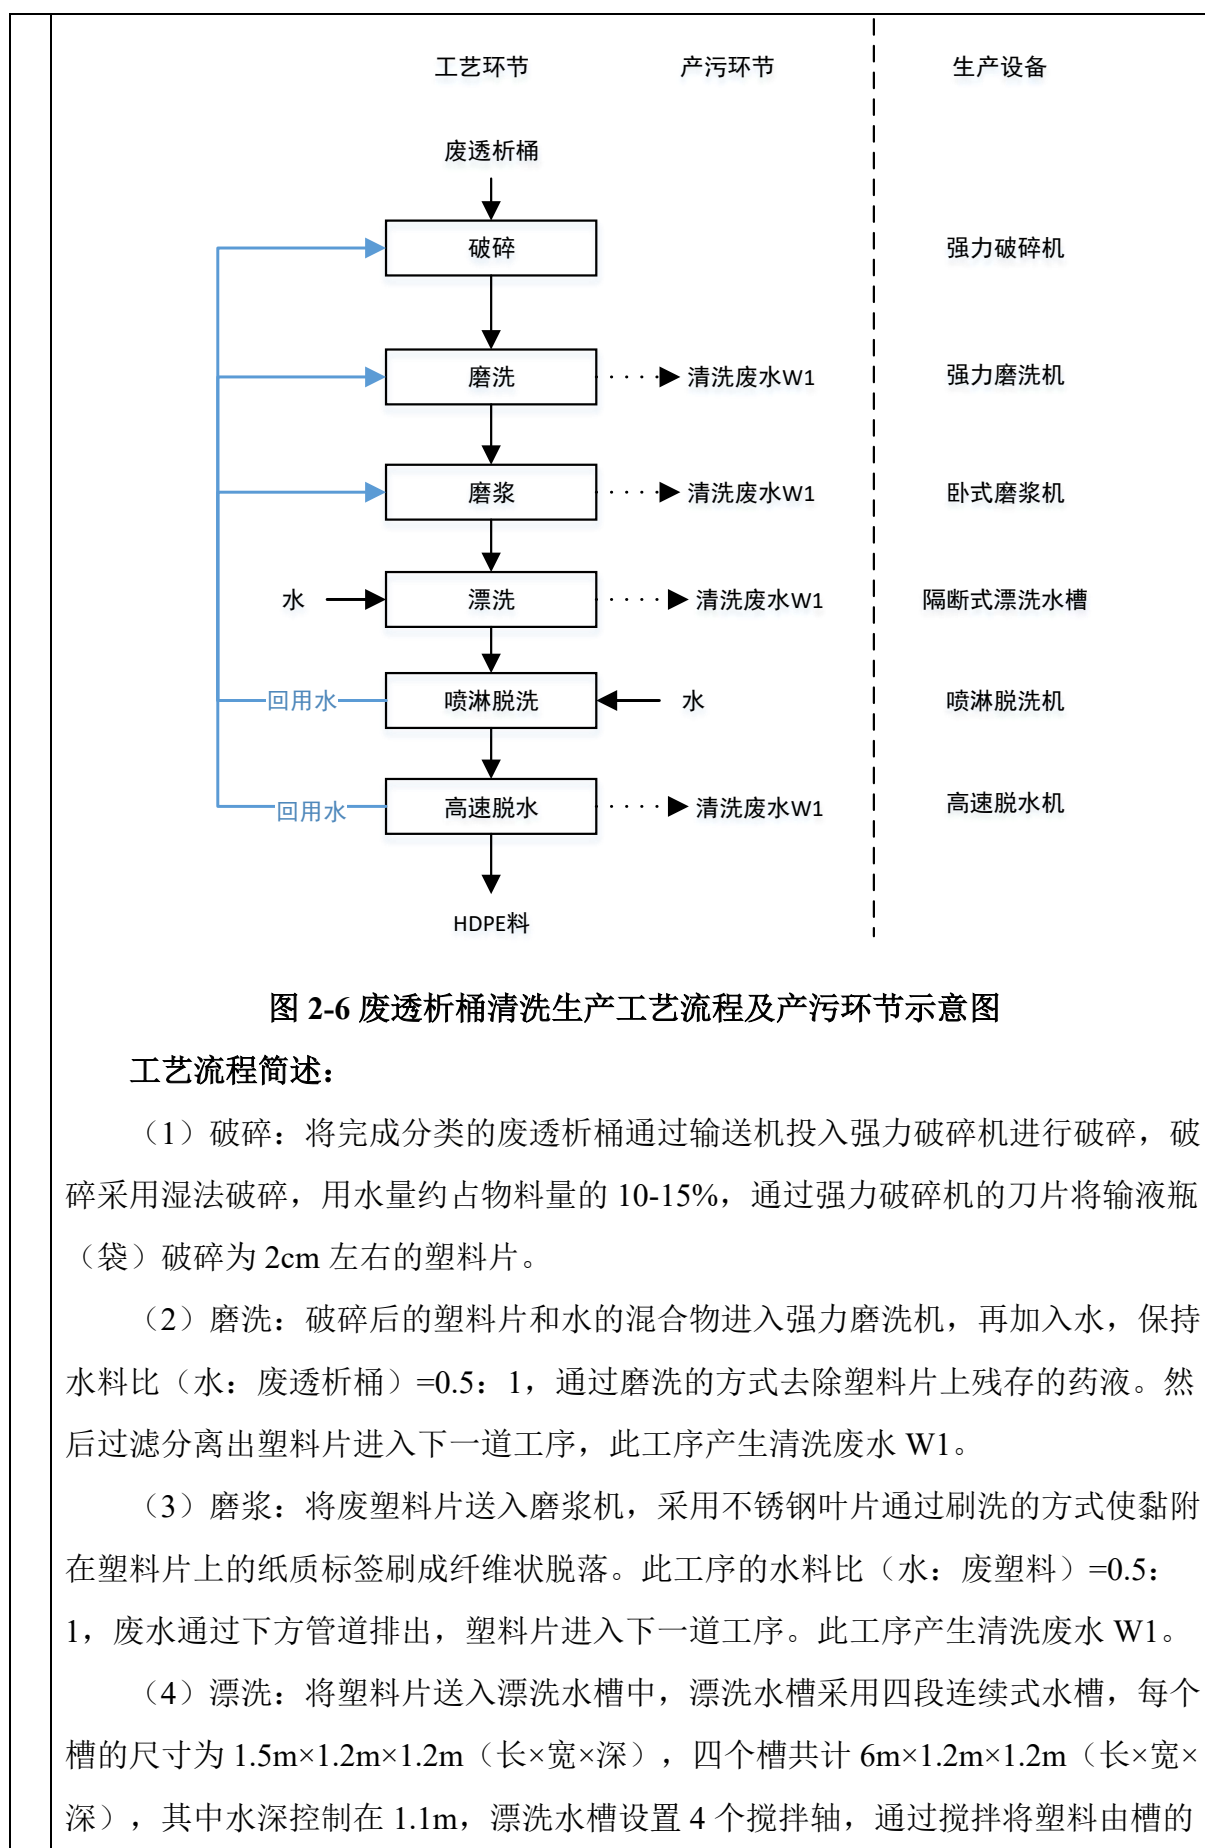 工艺环节 产污环节 生产设备
废透析桶
破碎 强力破碎机
磨洗 清洗废水W1 强力磨洗机
磨浆 清洗废水W1 卧式磨浆机
水 漂洗 清洗废水W1 隔断式漂洗水槽
回用水 喷淋脱洗 水 喷淋脱洗机
回用水 高速脱水 清洗废水W1 高速脱水机
HDPE料
图 2-6 废透析桶清洗生产工艺流程及产污环节示意图
工艺流程简述：
（1）破碎：将完成分类的废透析桶通过输送机投入强力破碎机进行破碎，破
碎采用湿法破碎，用水量约占物料量的 10-15%，通过强力破碎机的刀片将输液瓶
（袋）破碎为 2cm 左右的塑料片。
（2）磨洗：破碎后的塑料片和水的混合物进入强力磨洗机，再加入水，保持
水料比（水：废透析桶）=0.5：1，通过磨洗的方式去除塑料片上残存的药液。然
后过滤分离出塑料片进入下一道工序，此工序产生清洗废水 W1。
（3）磨浆：将废塑料片送入磨浆机，采用不锈钢叶片通过刷洗的方式使黏附
在塑料片上的纸质标签刷成纤维状脱落。此工序的水料比（水：废塑料）=0.5：
1，废水通过下方管道排出，塑料片进入下一道工序。此工序产生清洗废水 W1。
（4）漂洗：将塑料片送入漂洗水槽中，漂洗水槽采用四段连续式水槽，每个
槽的尺寸为 1.5m×1.2m×1.2m（长×宽×深），四个槽共计 6m×1.2m×1.2m（长×宽×
深），其中水深控制在 1.1m，漂洗水槽设置 4 个搅拌轴，通过搅拌将塑料由槽的